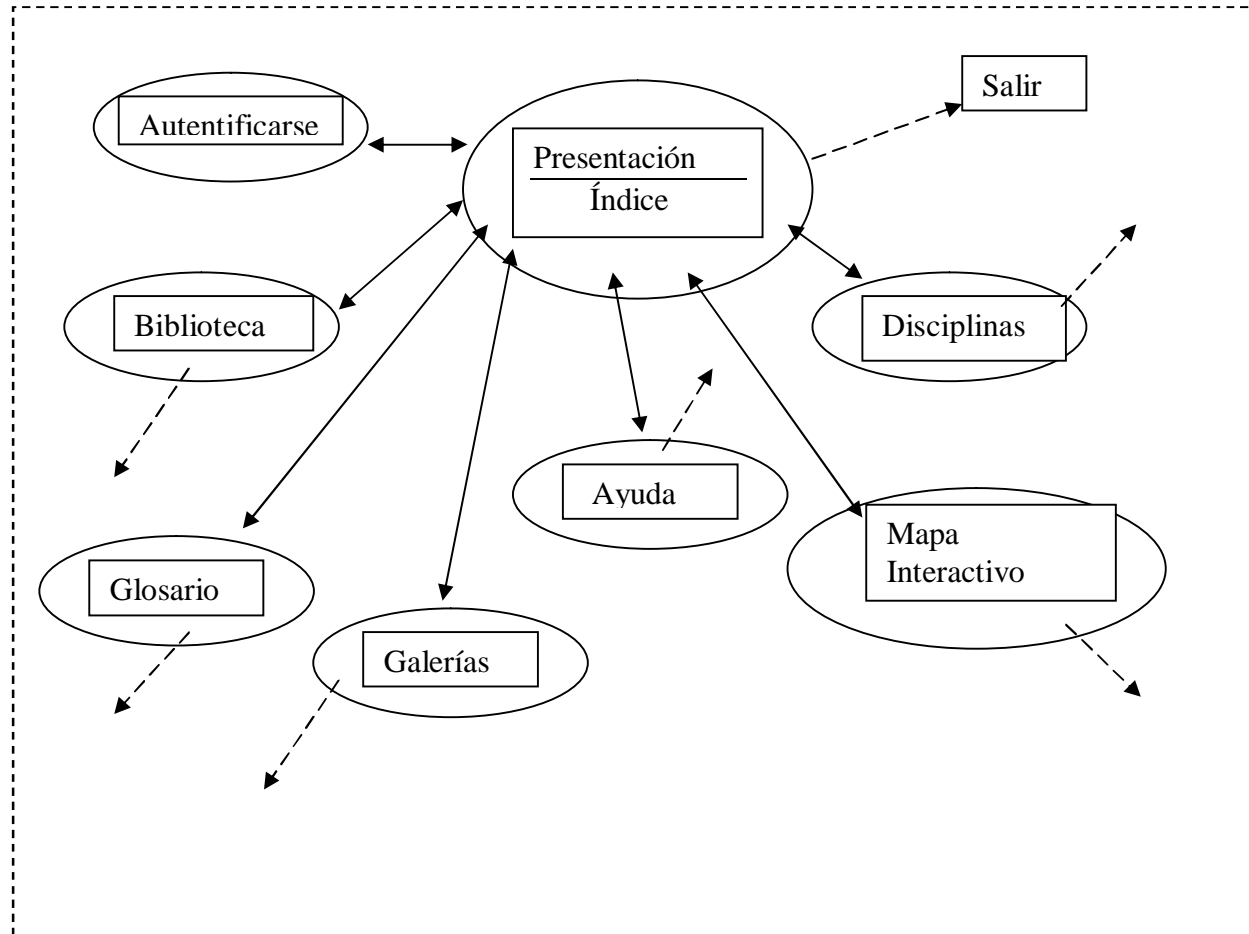 Salir
Autentificarse
Presentación
Índice
Biblioteca
Disciplinas
Ayuda
Mapa
Interactivo
Glosario
Galerías